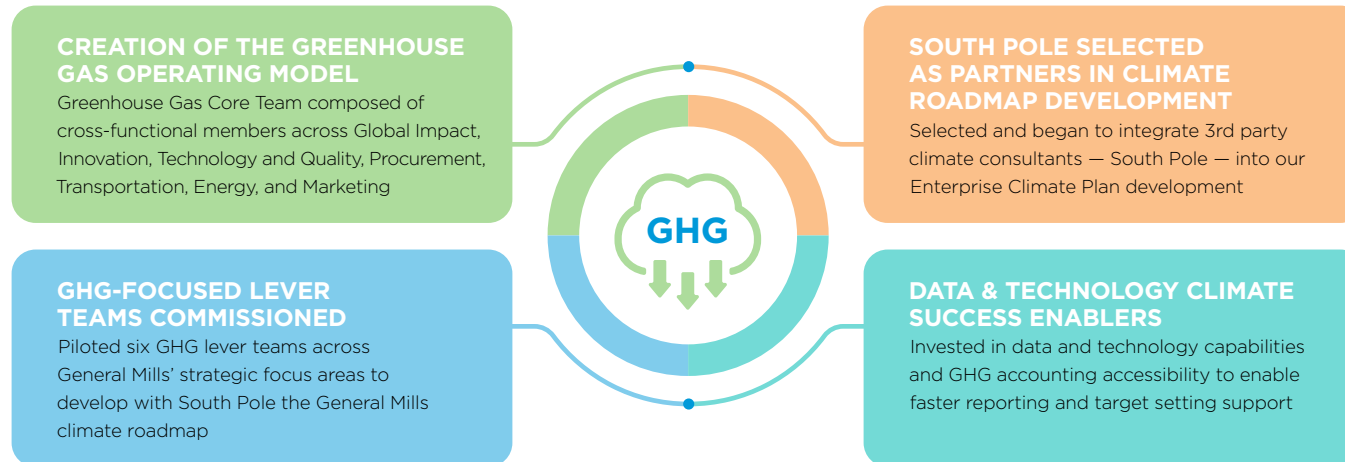 CREATION OF THE GREENHOUSE
GAS OPERATING MODEL
Greenhouse Gas Core Team composed of
cross-functional members across Global Impact,
Innovation, Technology and Quality, Procurement,
Transportation, Energy, and Marketing
SOUTH POLE SELECTED
AS PARTNERS IN CLIMATE
ROADMAP DEVELOPMENT
Selected and began to integrate 3rd party
climate consultants — South Pole — into our
Enterprise Climate Plan development
GHG
GHG-FOCUSED LEVER
TEAMS COMMISSIONED
Piloted six GHG lever teams across
General Mills’ strategic focus areas to
develop with South Pole the General Mills
climate roadmap
DATA & TECHNOLOGY CLIMATE
SUCCESS ENABLERS
Invested in data and technology capabilities
and GHG accounting accessibility to enable
faster reporting and target setting support